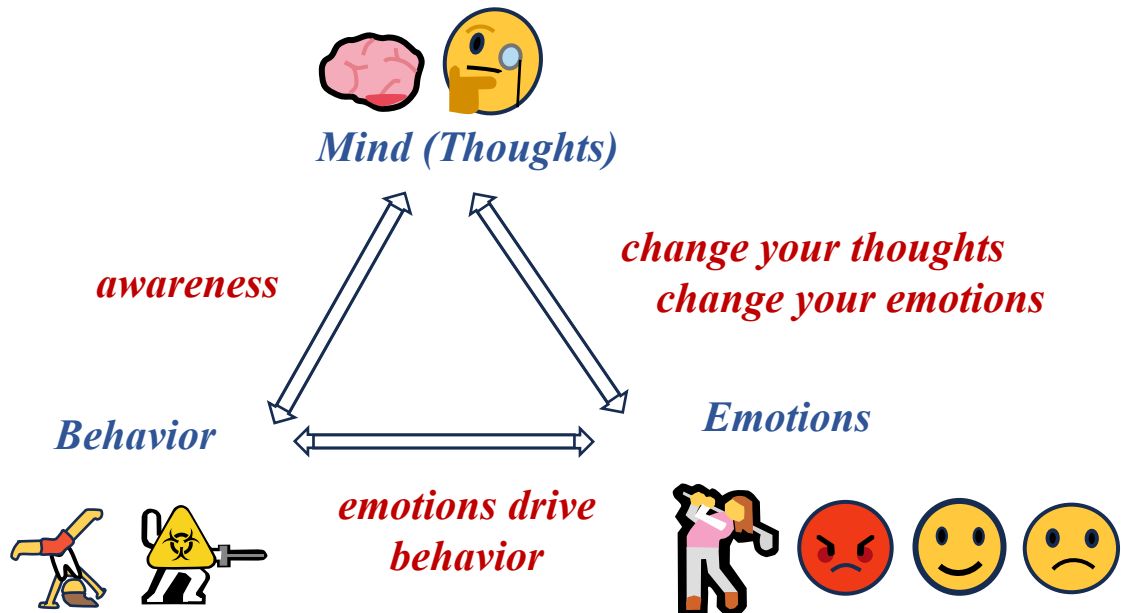 Mind (Thoughts)
awareness
change your thoughts
change your emotions
Behavior
Emotions
emotions drive
behavior